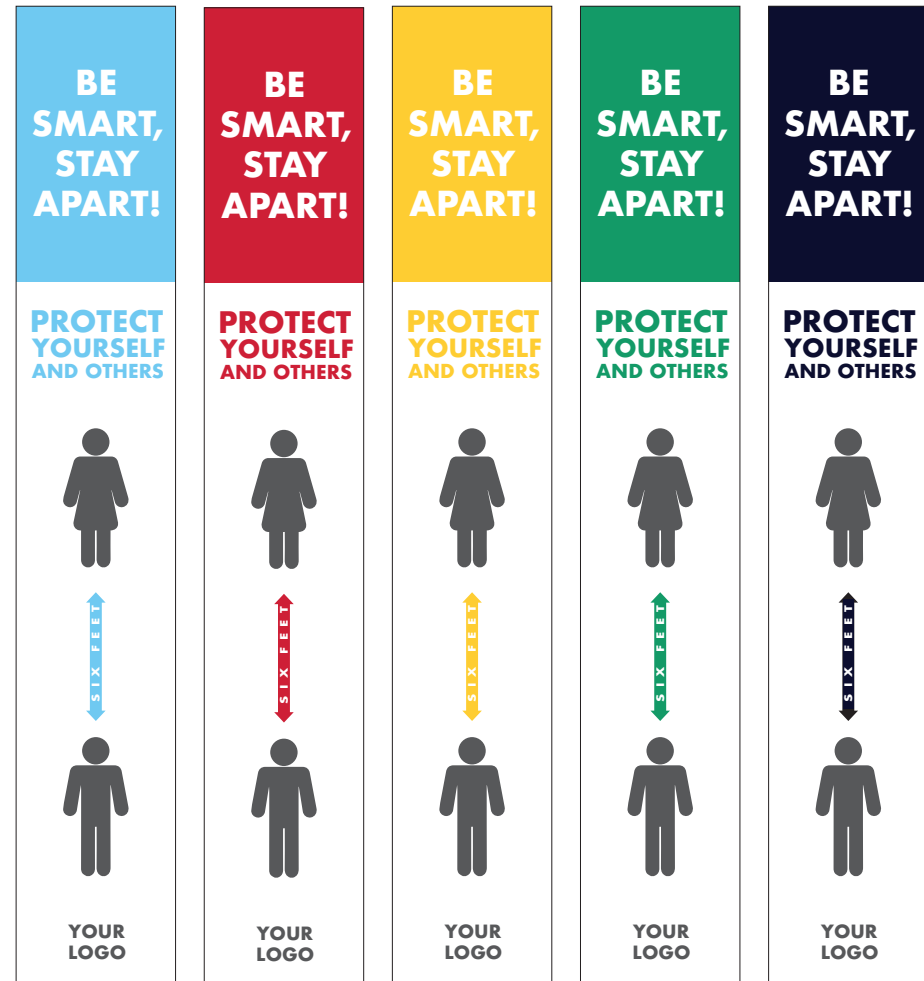 BE
SMART,
STAY
APART!
PROTECT
YOURSELF
AND OTHERS
SIX FEET
YOUR
LOGO
BE
SMART,
STAY
APART!
PROTECT
YOURSELF
AND OTHERS
SIX FEET
YOUR
LOGO
BE
SMART,
STAY
APART!
PROTECT
YOURSELF
AND OTHERS
SIX FEET
YOUR
LOGO
BE
SMART,
STAY
APART!
PROTECT
YOURSELF
AND OTHERS
SIX FEET
YOUR
LOGO
BE
SMART,
STAY
APART!
PROTECT
YOURSELF
AND OTHERS
SIX FEET
YOUR
LOGO